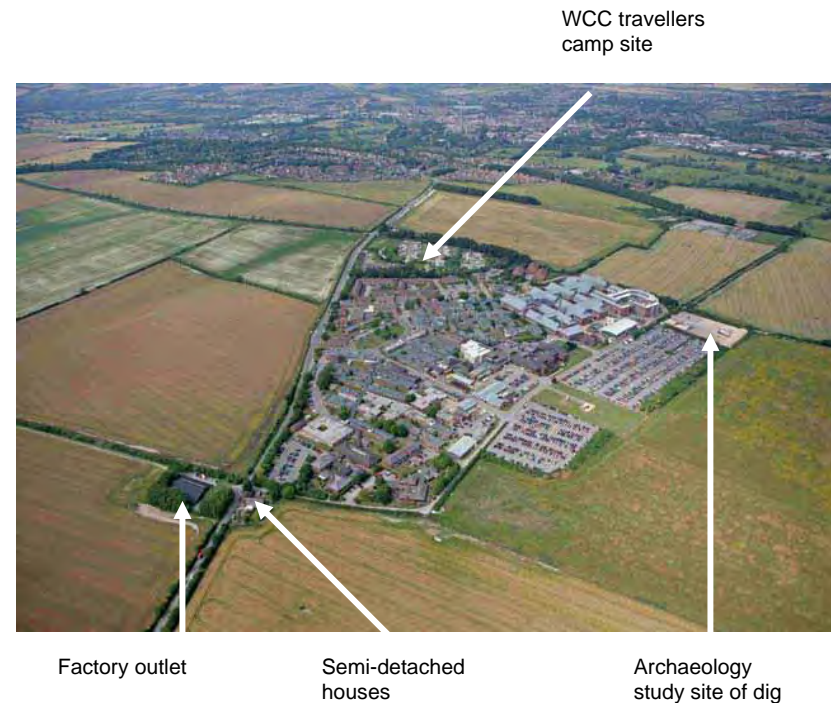 WCC travellers
camp site
Factory outlet
Semi-detached
houses
Archaeology
study site of dig